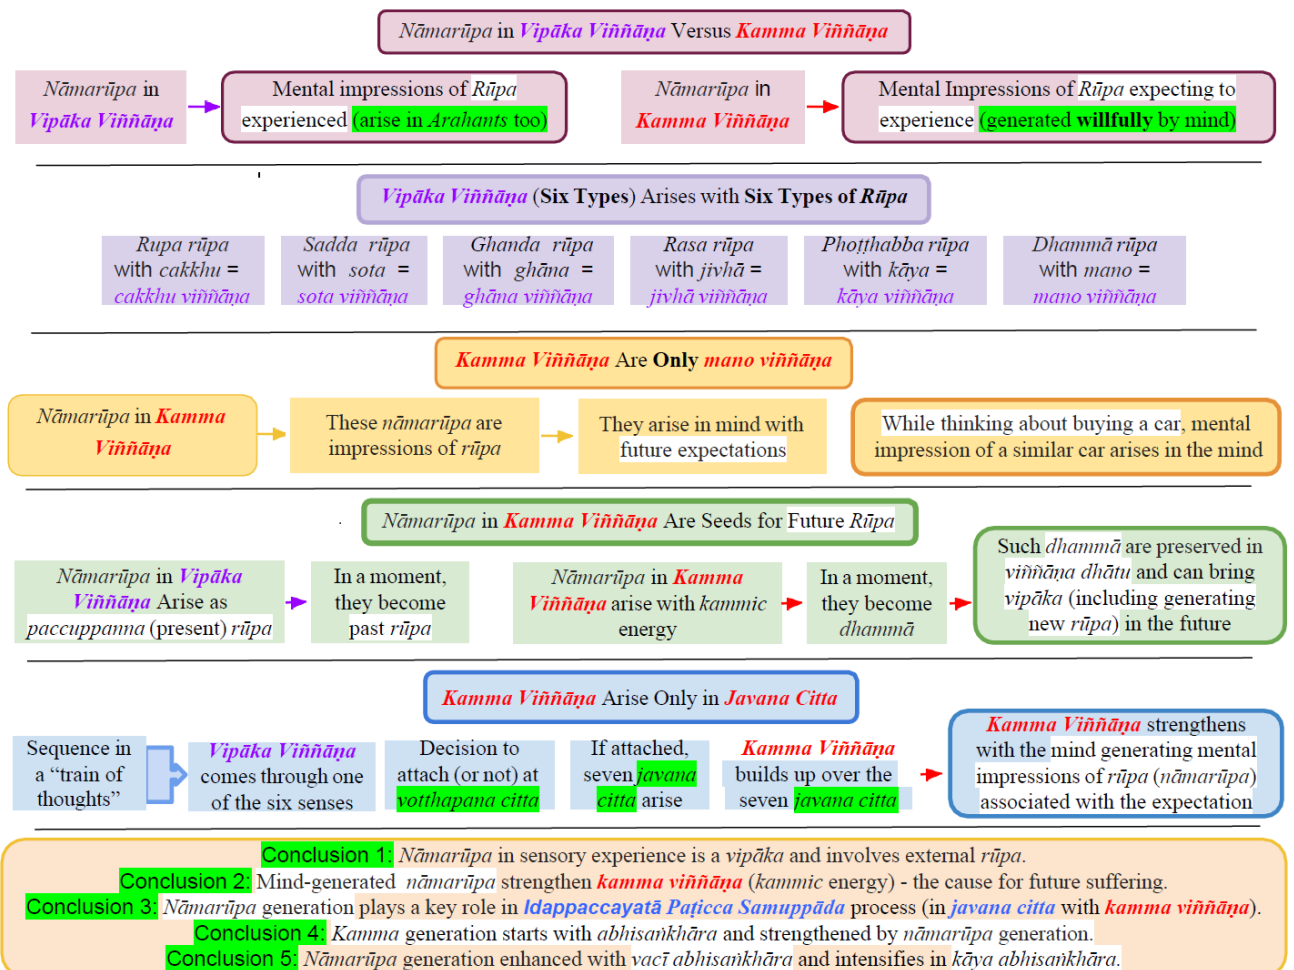 Nāmarūpa in Vipāka Viññāṇa Versus Kamma Viññāṇa
Nāmarūpa in
Vipāka Viññāṇa
Mental impressions of Rūpa
experienced (arise in Arahants too)
Nāmarūpa in
Kamma Viññāṇa
Mental Impressions of Rūpa expecting to
experience (generated willfully by mind)
Vipāka Viññāṇa (Six Types) Arises with Six Types of Rūpa
Rupa rūpa
with cakkhu =
cakkhu viññāṇa
Sadda rūpa
with sota =
sota viññāṇa
Ghanda rūpa
with ghāna =
ghāna viññāṇa
Rasa rūpa
with jivhā =
jivhā viññāṇa
Phoṭṭhabba rūpa
with kāya =
kāya viññāṇa
Dhammā rūpa
with mano =
mano viññāṇa
Kamma Viññāṇa Are Only mano viññāṇa
Nāmarūpa in Kamma
Viññāṇa
These nāmarūpa are
impressions of rūpa
They arise in mind with
future expectations
While thinking about buying a car, mental
impression of a similar car arises in the mind
Nāmarūpa in Kamma Viññāṇa Are Seeds for Future Rūpa
Nāmarūpa in Vipāka
Viññāṇa Arise as
paccuppanna (present) rūpa
In a moment,
they become
past rūpa
Nāmarūpa in Kamma
Viññāṇa arise with kammic
energy
In a moment,
they become
dhammā
Such dhammā are preserved in
viññāṇa dhātu and can bring
vipāka (including generating
new rūpa) in the future
Kamma Viññāṇa Arise Only in Javana Citta
Sequence in
a “train of
thoughts”
Vipāka Viññāṇa
comes through one
of the six senses
Decision to
attach (or not) at
votthapana citta
If attached,
seven javana
citta arise
Kamma Viññāṇa
builds up over the
seven javana citta
Kamma Viññāṇa strengthens
with the mind generating mental
impressions of rūpa (nāmarūpa)
associated with the expectation
Conclusion 1: Nāmarūpa in sensory experience is a vipāka and involves external rūpa.
Conclusion 2: Mind-generated nāmarūpa strengthen kamma viññāṇa (kammic energy) - the cause for future suffering.
Conclusion 3: Nāmarūpa generation plays a key role in Idappaccayatā Paṭicca Samuppāda process (in javana citta with kamma viññāṇa).
Conclusion 4: Kamma generation starts with abhisaṅkhāra and strengthened by nāmarūpa generation.
Conclusion 5: Nāmarūpa generation enhanced with vacī abhisaṅkhāra and intensifies in kāya abhisaṅkhāra.